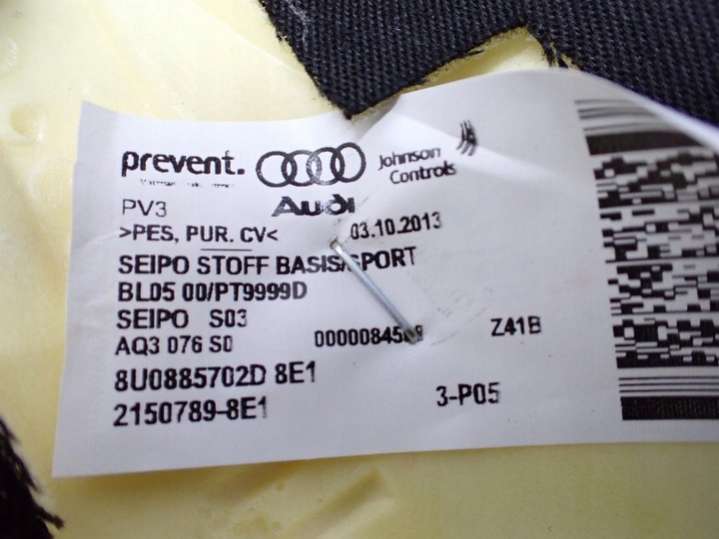 prevent. Audi Johnson Controls
PV3
>PES, PUR. CV< 03.10.2013
SEIPO STOFF BASIS/SPORT
BL05 00/PT9999D
SEIPO S03
AQ3 076 S0 Z41B
8U0885702D 8E1
2150789-8E1 3-P05